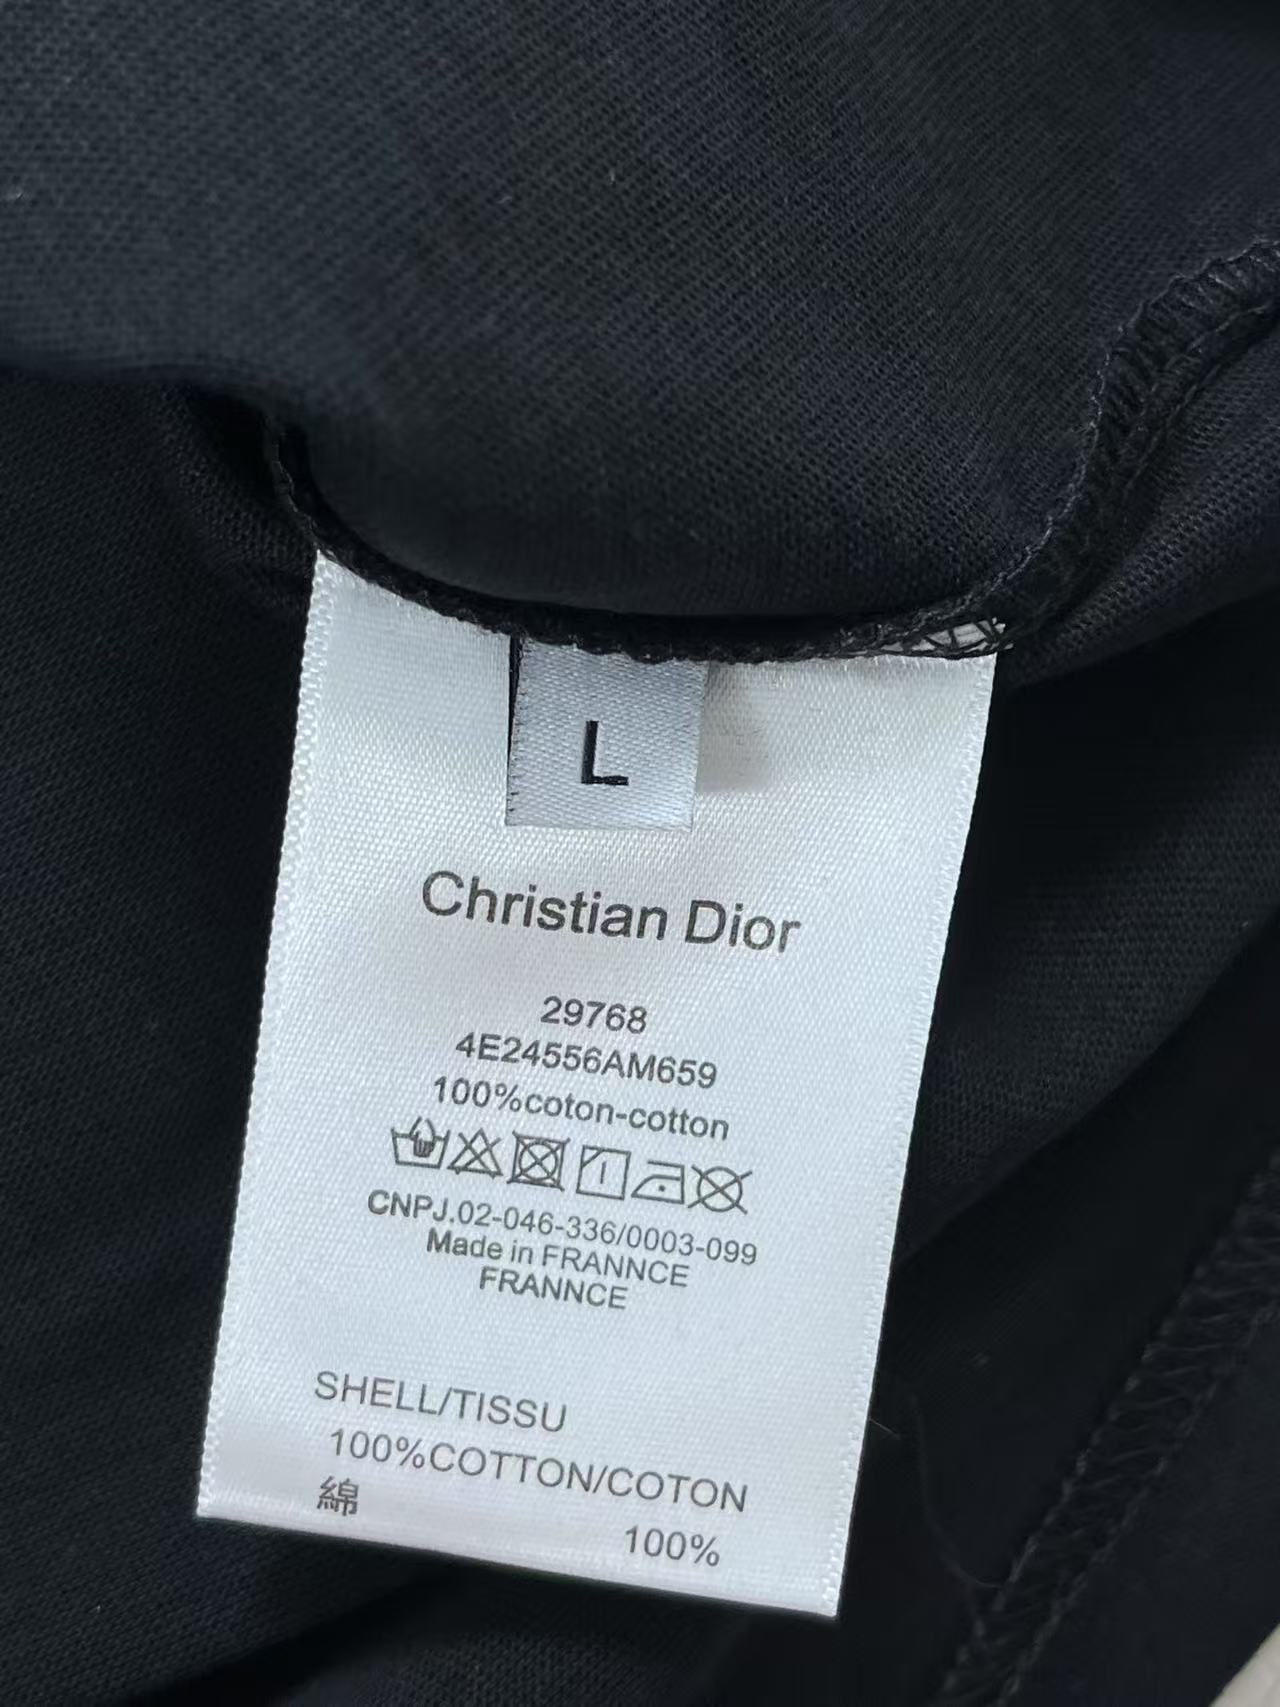 L
Christian Dior
29768
4E24556AM659
100%coton-cotton
CNPJ.02-046-336/0003-099
Made in FRANNCE
FRANNCE
SHELL/TISSU
100%COTTON/COTON
綿
100%